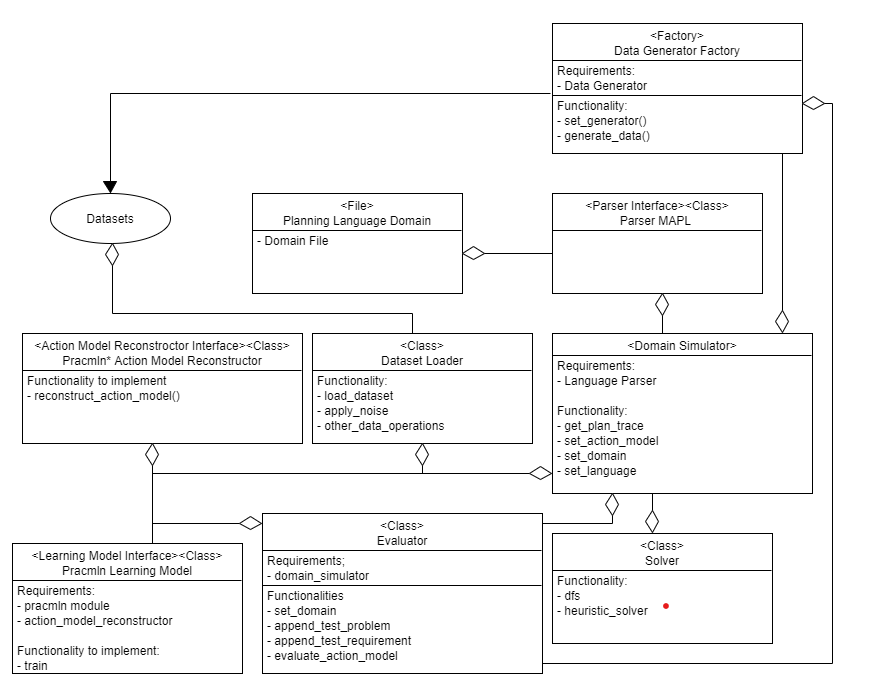 <Factory>
Data Generator Factory
Requirements:
- Data Generator
Functionality:
- set_generator()
- generate_data()
Datasets
<File>
Planning Language Domain
- Domain File
<Parser Interface><Class>
Parser MAPL
<Action Model Reconstroctor Interface><Class>
Pracmln* Action Model Reconstructor
Functionality to implement
- reconstruct_action_model()
<Class>
Dataset Loader
Functionality:
- load_dataset
- apply_noise
- other_data_operations
<Domain Simulator>
Requirements:
- Language Parser
Functionality:
- get_plan_trace
- set_action_model
- set_domain
- set_language
<Learning Model Interface><Class>
Pracmln Learning Model
Requirements:
- pracmln module
- action_model_reconstructor
Functionality to implement:
- train
<Class>
Evaluator
Requirements;
- domain_simulator
Functionalities
- set_domain
- append_test_problem
- append_test_requirement
- evaluate_action_model
<Class>
Solver
Functionality:
- dfs
- heuristic_solver